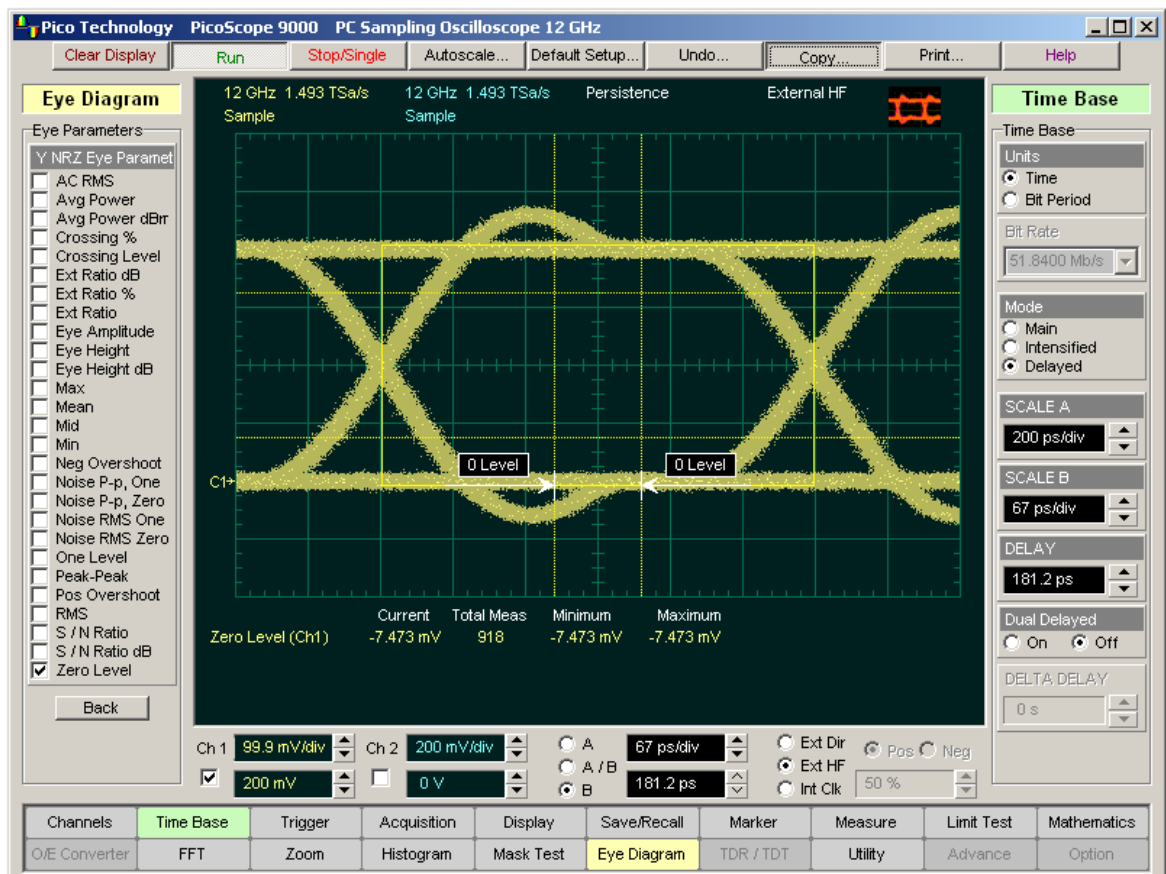 Pico Technology PicoScope 9000 PC Sampling Oscilloscope 12 GHz
Clear Display Run Stop/Single Autoscale... Default Setup... Undo... Copy... Print... Help
Eye Diagram
Eye Parameters
Y NRZ Eye Paramet
AC RMS
Avg Power
Avg Power dBm
Crossing %
Crossing Level
Ext Ratio dB
Ext Ratio %
Ext Ratio
Eye Amplitude
Eye Height
Eye Height dB
Max
Mean
Mid
Min
Neg Overshoot
Noise P-p, One
Noise P-p, Zero
Noise RMS One
Noise RMS Zero
One Level
Peak-Peak
Pos Overshoot
RMS
S / N Ratio
S / N Ratio dB
Zero Level
Back
12 GHz 1.493 TSa/s 12 GHz 1.493 TSa/s Persistence External HF
Sample Sample
0 Level 0 Level
C1
Current Total Meas Minimum Maximum
Zero Level (Ch1) -7.473 mV 918 -7.473 mV -7.473 mV
Time Base
Time Base
Units
Time
Bit Period
Bit Rate
51.8400 Mb/s
Mode
Main
Intensified
Delayed
SCALE A
200 ps/div
SCALE B
67 ps/div
DELAY
181.2 ps
Dual Delayed
On Off
DELTA DELAY
0 s
Ch 1 99.9 mV/div Ch 2 200 mV/div A 67 ps/div Ext Dir Pos Neg
A / B Ext HF
200 mV 0 V B 181.2 ps Int Clk 50 %
Channels Time Base Trigger Acquisition Display Save/Recall Marker Measure Limit Test Mathematics
O/E Converter FFT Zoom Histogram Mask Test Eye Diagram TDR / TDT Utility Advance Option